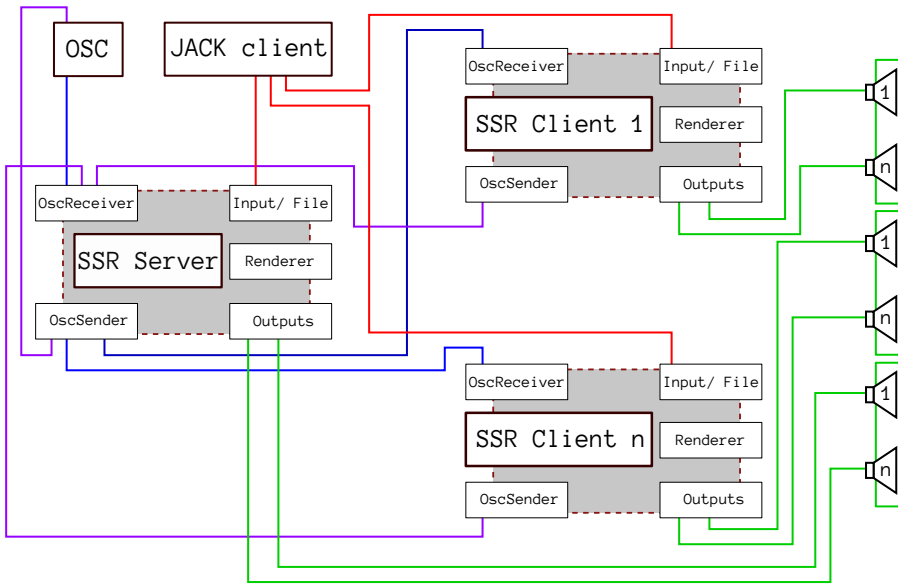 OSC
JACK client
OscReceiver
Input/ File
SSR Client 1
Renderer
OscSender
Outputs
1
n
OscReceiver
Input/ File
SSR Server
Renderer
OscSender
Outputs
1
n
OscReceiver
Input/ File
SSR Client n
Renderer
OscSender
Outputs
1
n